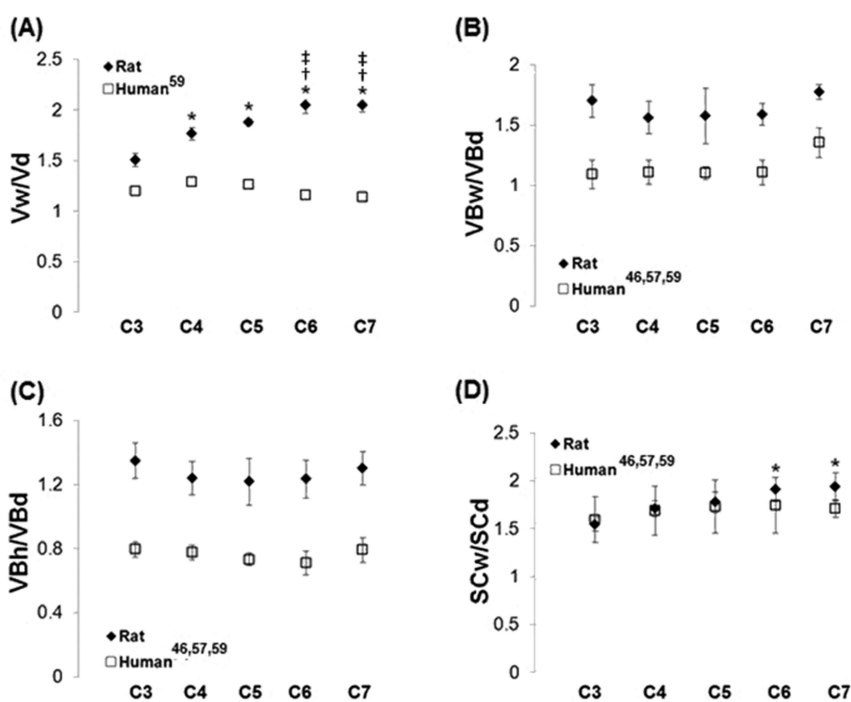 (A)
Vw/Vd
2.5
2
1.5
1
0.5
0
◆ Rat
□ Human59
*
*
‡
†
*
‡
†
*
C3 C4 C5 C6 C7
(B)
VBw/VBd
2
1.5
1
0.5
0
◆ Rat
□ Human46,57,59
C3 C4 C5 C6 C7
(C)
VBh/VBd
1.6
1.2
0.8
0.4
0
◆ Rat
□ Human46,57,59
C3 C4 C5 C6 C7
(D)
SCw/SCd
2.5
2
1.5
1
0.5
0
◆ Rat
□ Human46,57,59
*
*
C3 C4 C5 C6 C7